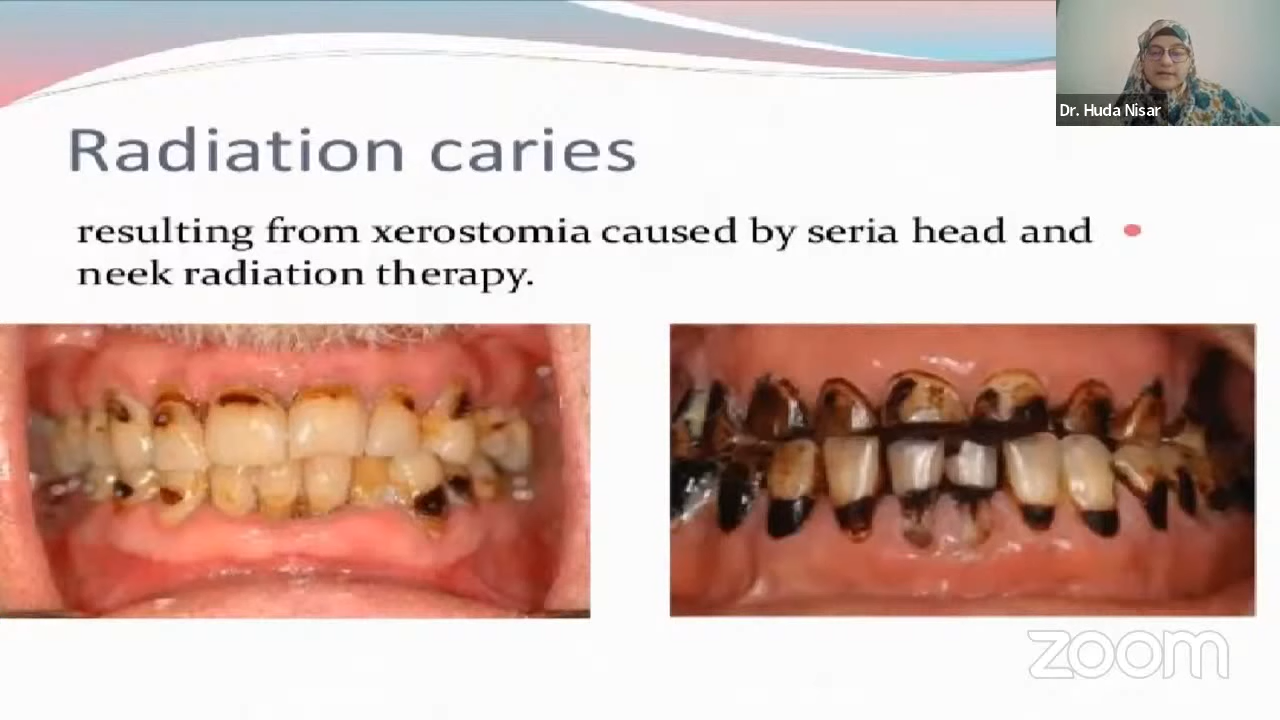 Dr. Huda Nisar
Radiation caries
resulting from xerostomia caused by seria head and
neek radiation therapy.
zoom